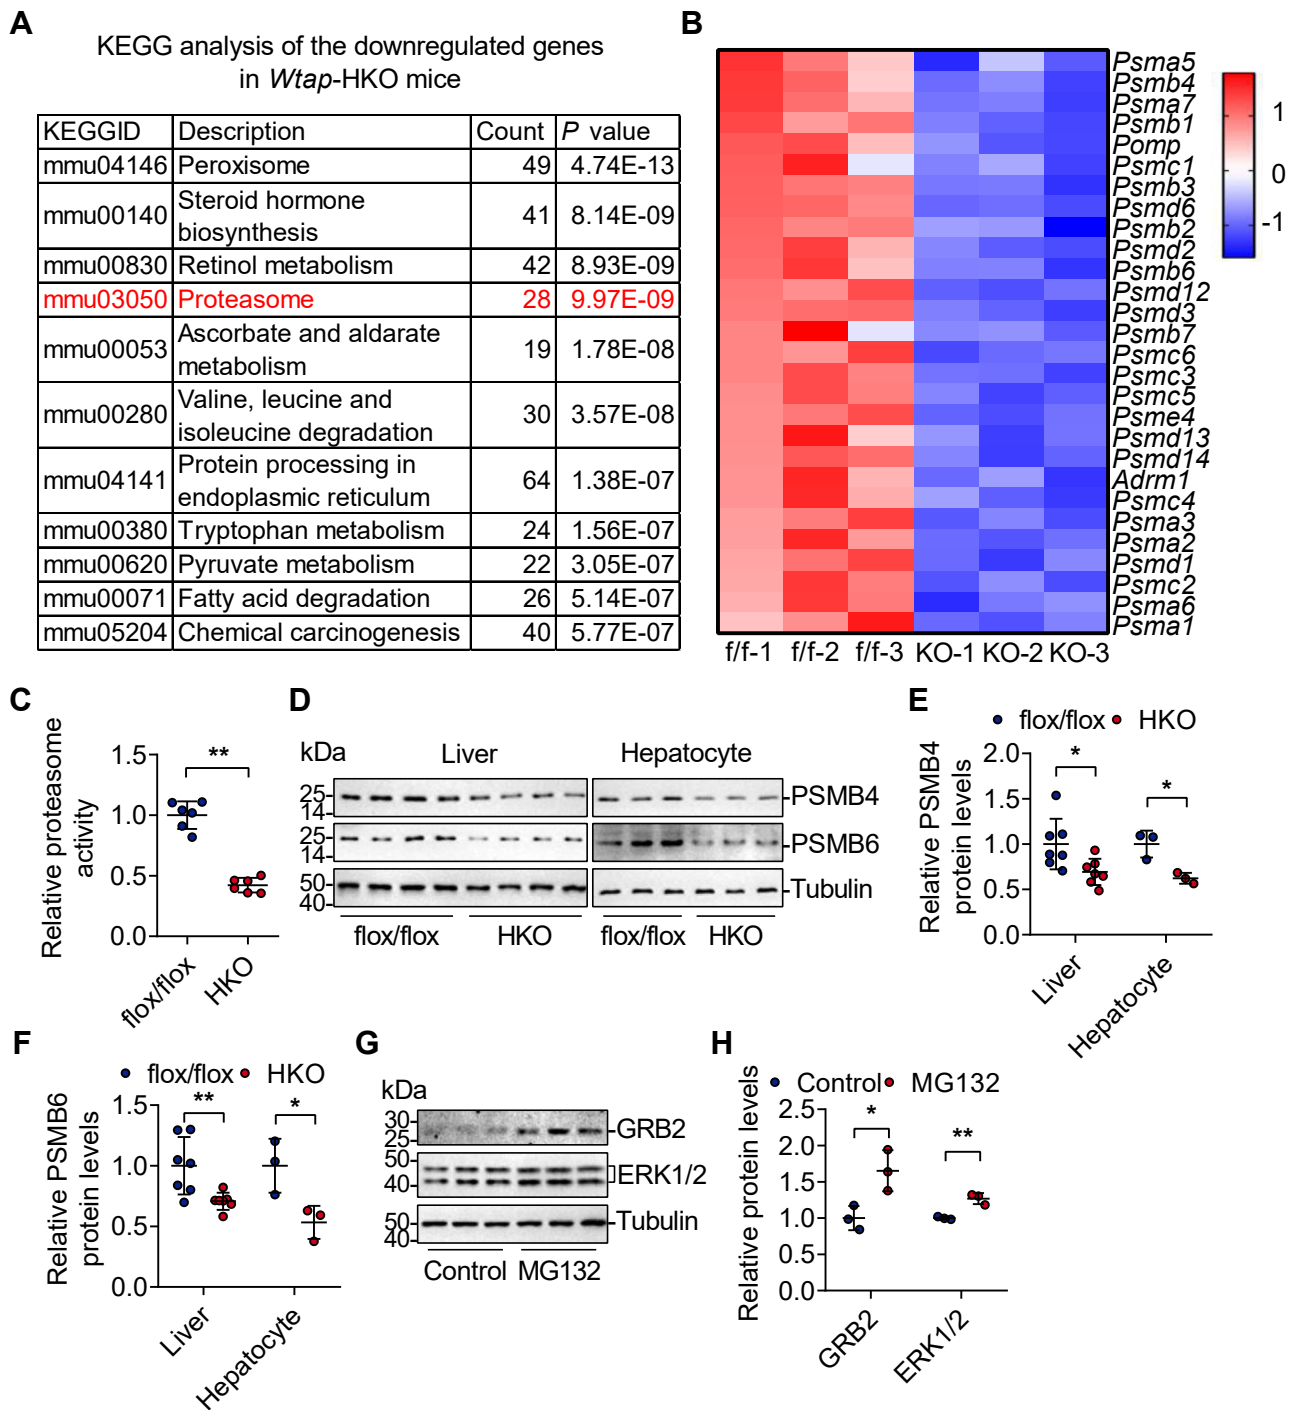 A
KEGG analysis of the downregulated genes
in Wtap-HKO mice
KEGGID Description Count P value
mmu04146 Peroxisome 49 4.74E-13
mmu00140 Steroid hormone biosynthesis 41 8.14E-09
mmu00830 Retinol metabolism 42 8.93E-09
mmu03050 Proteasome 28 9.97E-09
mmu00053 Ascorbate and aldarate metabolism 19 1.78E-08
mmu00280 Valine, leucine and isoleucine degradation 30 3.57E-08
mmu04141 Protein processing in endoplasmic reticulum 64 1.38E-07
mmu00380 Tryptophan metabolism 24 1.56E-07
mmu00620 Pyruvate metabolism 22 3.05E-07
mmu00071 Fatty acid degradation 26 5.14E-07
mmu05204 Chemical carcinogenesis 40 5.77E-07
B
Psma5
Psmb4
Psma7
Psmb1
Pomp
Psmc1
Psmb3
Psmd6
Psmb2
Psmd2
Psmb6
Psmd12
Psmd3
Psmb7
Psmc6
Psmc3
Psmc5
Psme4
Psmd13
Psmd14
Adrm1
Psmc4
Psma3
Psma2
Psmd1
Psmc2
Psma6
Psma1
1
0
-1
f/f-1 f/f-2 f/f-3 KO-1 KO-2 KO-3
C
Relative proteasome
activity
1.5
1.0
0.5
0.0
**
flox/flox
HKO
D
kDa Liver Hepatocyte
25
14
PSMB4
25
14
PSMB6
50
40
Tubulin
flox/flox HKO flox/flox HKO
E
flox/flox HKO
Relative PSMB4
protein levels
2.0
1.5
1.0
0.5
0.0
*
*
Liver
Hepatocyte
F
flox/flox HKO
Relative PSMB6
protein levels
1.5
1.0
0.5
0.0
**
*
Liver
Hepatocyte
G
kDa
30
25
GRB2
50
40
ERK1/2
50
40
Tubulin
Control MG132
H
Control MG132
Relative protein levels
2.5
2.0
1.5
1.0
0.5
0.0
*
**
GRB2
ERK1/2